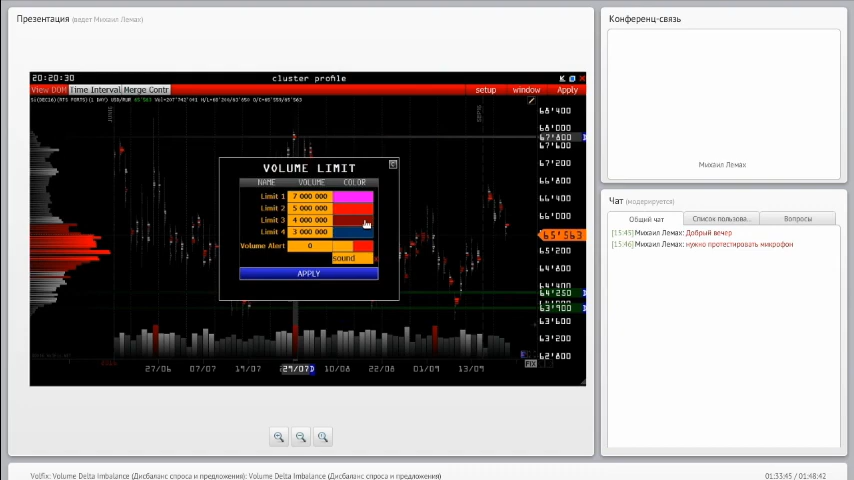 Презентация (ведет Михаил Лемах)
20:20:30
cluster profile
View DOM Time Interval Merge Contr
setup window Apply
VOLUME LIMIT
NAME VOLUME COLOR
Limit 1 7 000 000
Limit 2 5 000 000
Limit 3 4 000 000
Limit 4 3 000 000
Volume Alert 0
sound
APPLY
68'400
68'000
67'800
67'600
67'200
66'800
66'400
66'000
65'563
65'200
64'800
64'400
64'250
63'600
63'200
62'800
27/06 07/07 19/07 29/07 10/08 22/08 01/09 13/09
FIX
Конференц-связь
Михаил Лемах
Чат (модерируется)
Общий чат Список пользова.. Вопросы
[15:43] Михаил Лемах: Добрый вечер
[15:46] Михаил Лемах: нужно протестировать микрофон
Volfix: Volume Delta Imbalance (Дисбаланс спроса и предложения): Volume Delta Imbalance (Дисбаланс спроса и предложения)
01:33:45 / 01:48:42